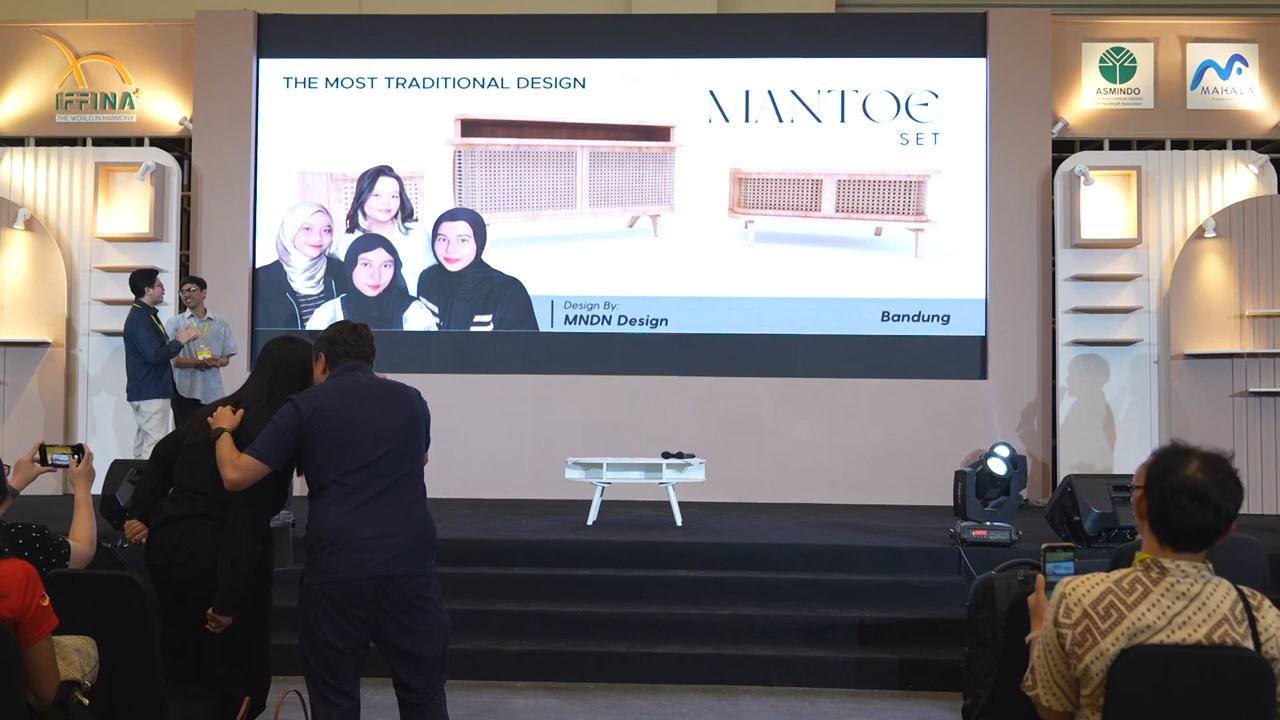 IFFINA
THE WORLD IN HARMONY
THE MOST TRADITIONAL DESIGN
MANTOE
SET
Design By:
MNDN Design
Bandung
ASMINDO
MAHALA